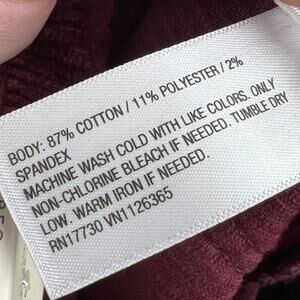 BODY: 87% COTTON / 11% POLYESTER / 2%
SPANDEX
MACHINE WASH COLD WITH LIKE COLORS. ONLY
NON-CHLORINE BLEACH IF NEEDED. TUMBLE DRY
LOW, WARM IRON IF NEEDED.
RN17730 VN1126365